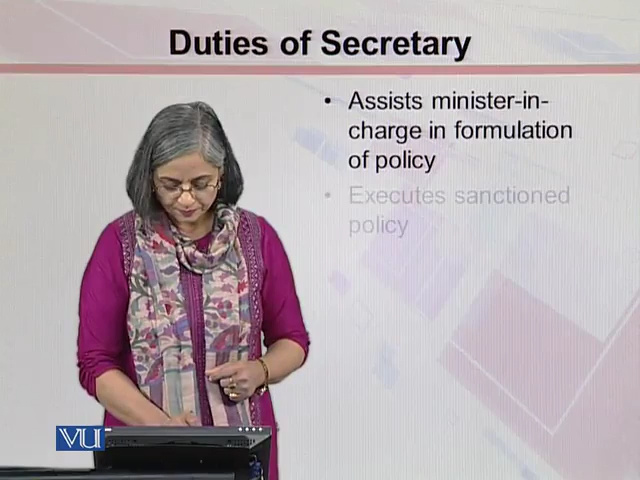 Duties of Secretary
• Assists minister-in-
charge in formulation
of policy
• Executes sanctioned
policy
VU